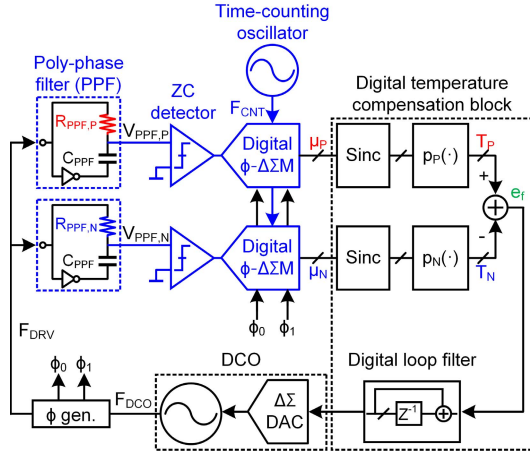 Time-counting
oscillator
Poly-phase
filter (PPF)
ZC
detector
Digital temperature
compensation block
R_PPF,P
C_PPF
V_PPF,P
F_CNT
Digital
ϕ-ΔΣM
μ_P
Sinc
p_P(·)
T_P
+
e_f
R_PPF,N
C_PPF
V_PPF,N
Digital
ϕ-ΔΣM
μ_N
Sinc
p_N(·)
T_N
-
ϕ_0 ϕ_1
F_DRV
ϕ_0 ϕ_1
DCO
Digital loop filter
F_DCO
ϕ gen.
ΔΣ
DAC
Z^-1
+